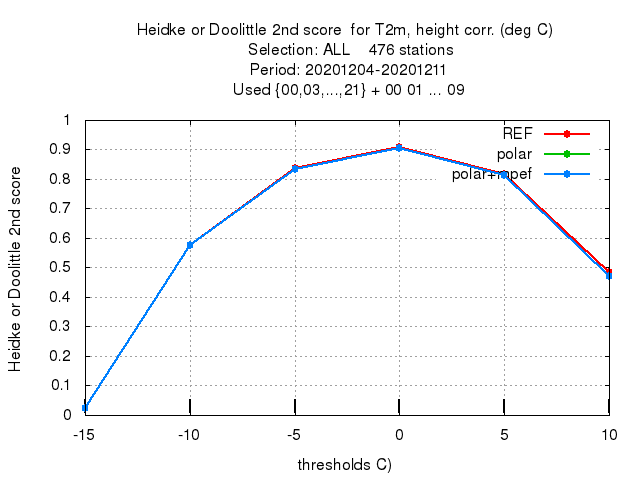 Heidke or Doolittle 2nd score  for T2m, height corr. (deg C)
Selection: ALL    476 stations
Period: 20201204-20201211
Used {00,03,...,21} + 00 01 ... 09
Heidke or Doolittle 2nd score
1
0.9
0.8
0.7
0.6
0.5
0.4
0.3
0.2
0.1
0
REF
polar
-15
-10
-5
0
5
10
thresholds C)